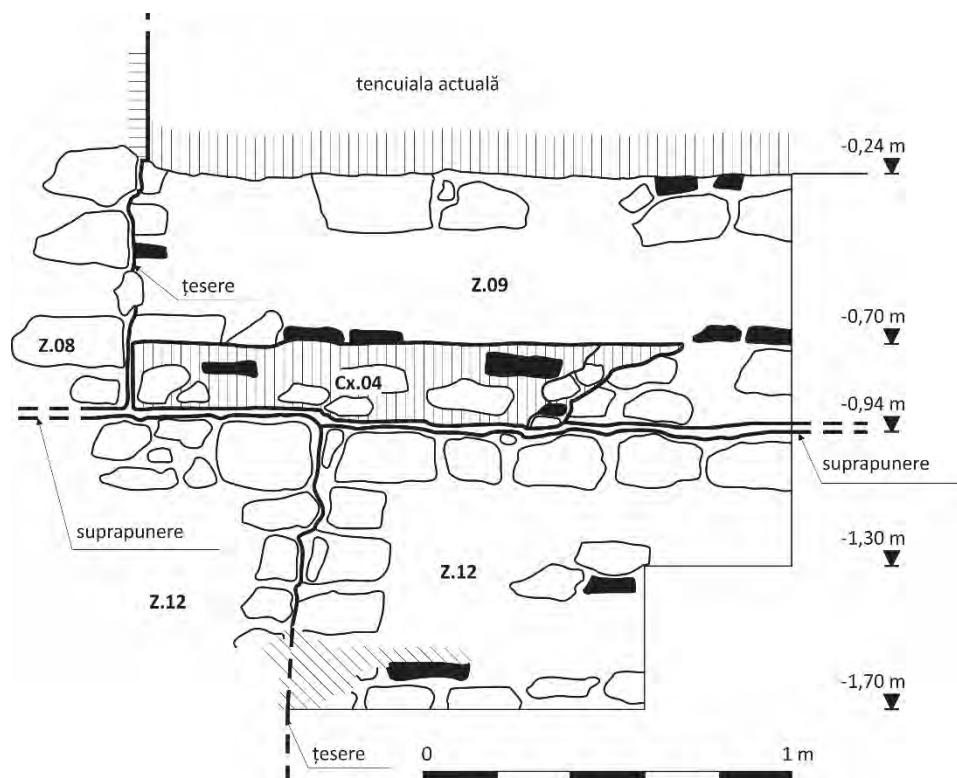 tencuiala actuală
-0,24 m
țesere
Z.09
-0,70 m
Z.08
Cx.04
-0,94 m
suprapunere
suprapunere
-1,30 m
Z.12
Z.12
-1,70 m
țesere
0
1 m